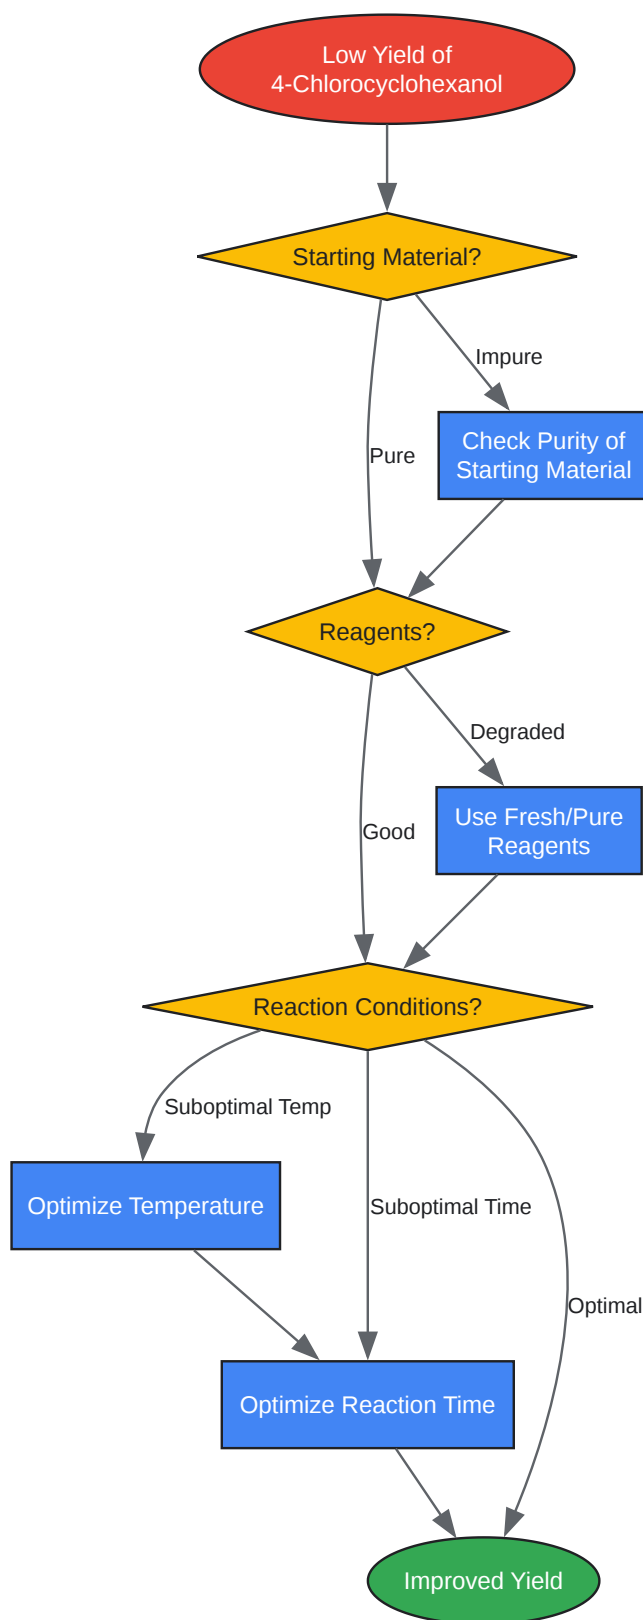 Low Yield of
4-Chlorocyclohexanol
Starting Material?
Impure
Pure
Check Purity of
Starting Material
Reagents?
Degraded
Good
Use Fresh/Pure
Reagents
Reaction Conditions?
Suboptimal Temp
Optimize Temperature
Suboptimal Time
Optimal
Optimize Reaction Time
Improved Yield